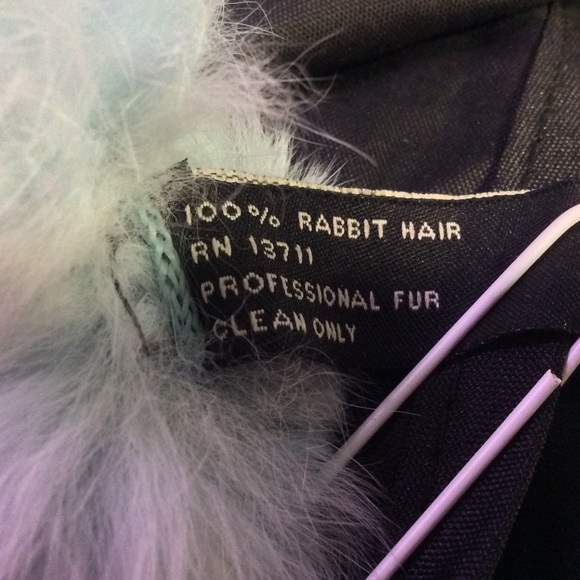 100% RABBIT HAIR
RN 13711
PROFESSIONAL FUR
CLEAN ONLY